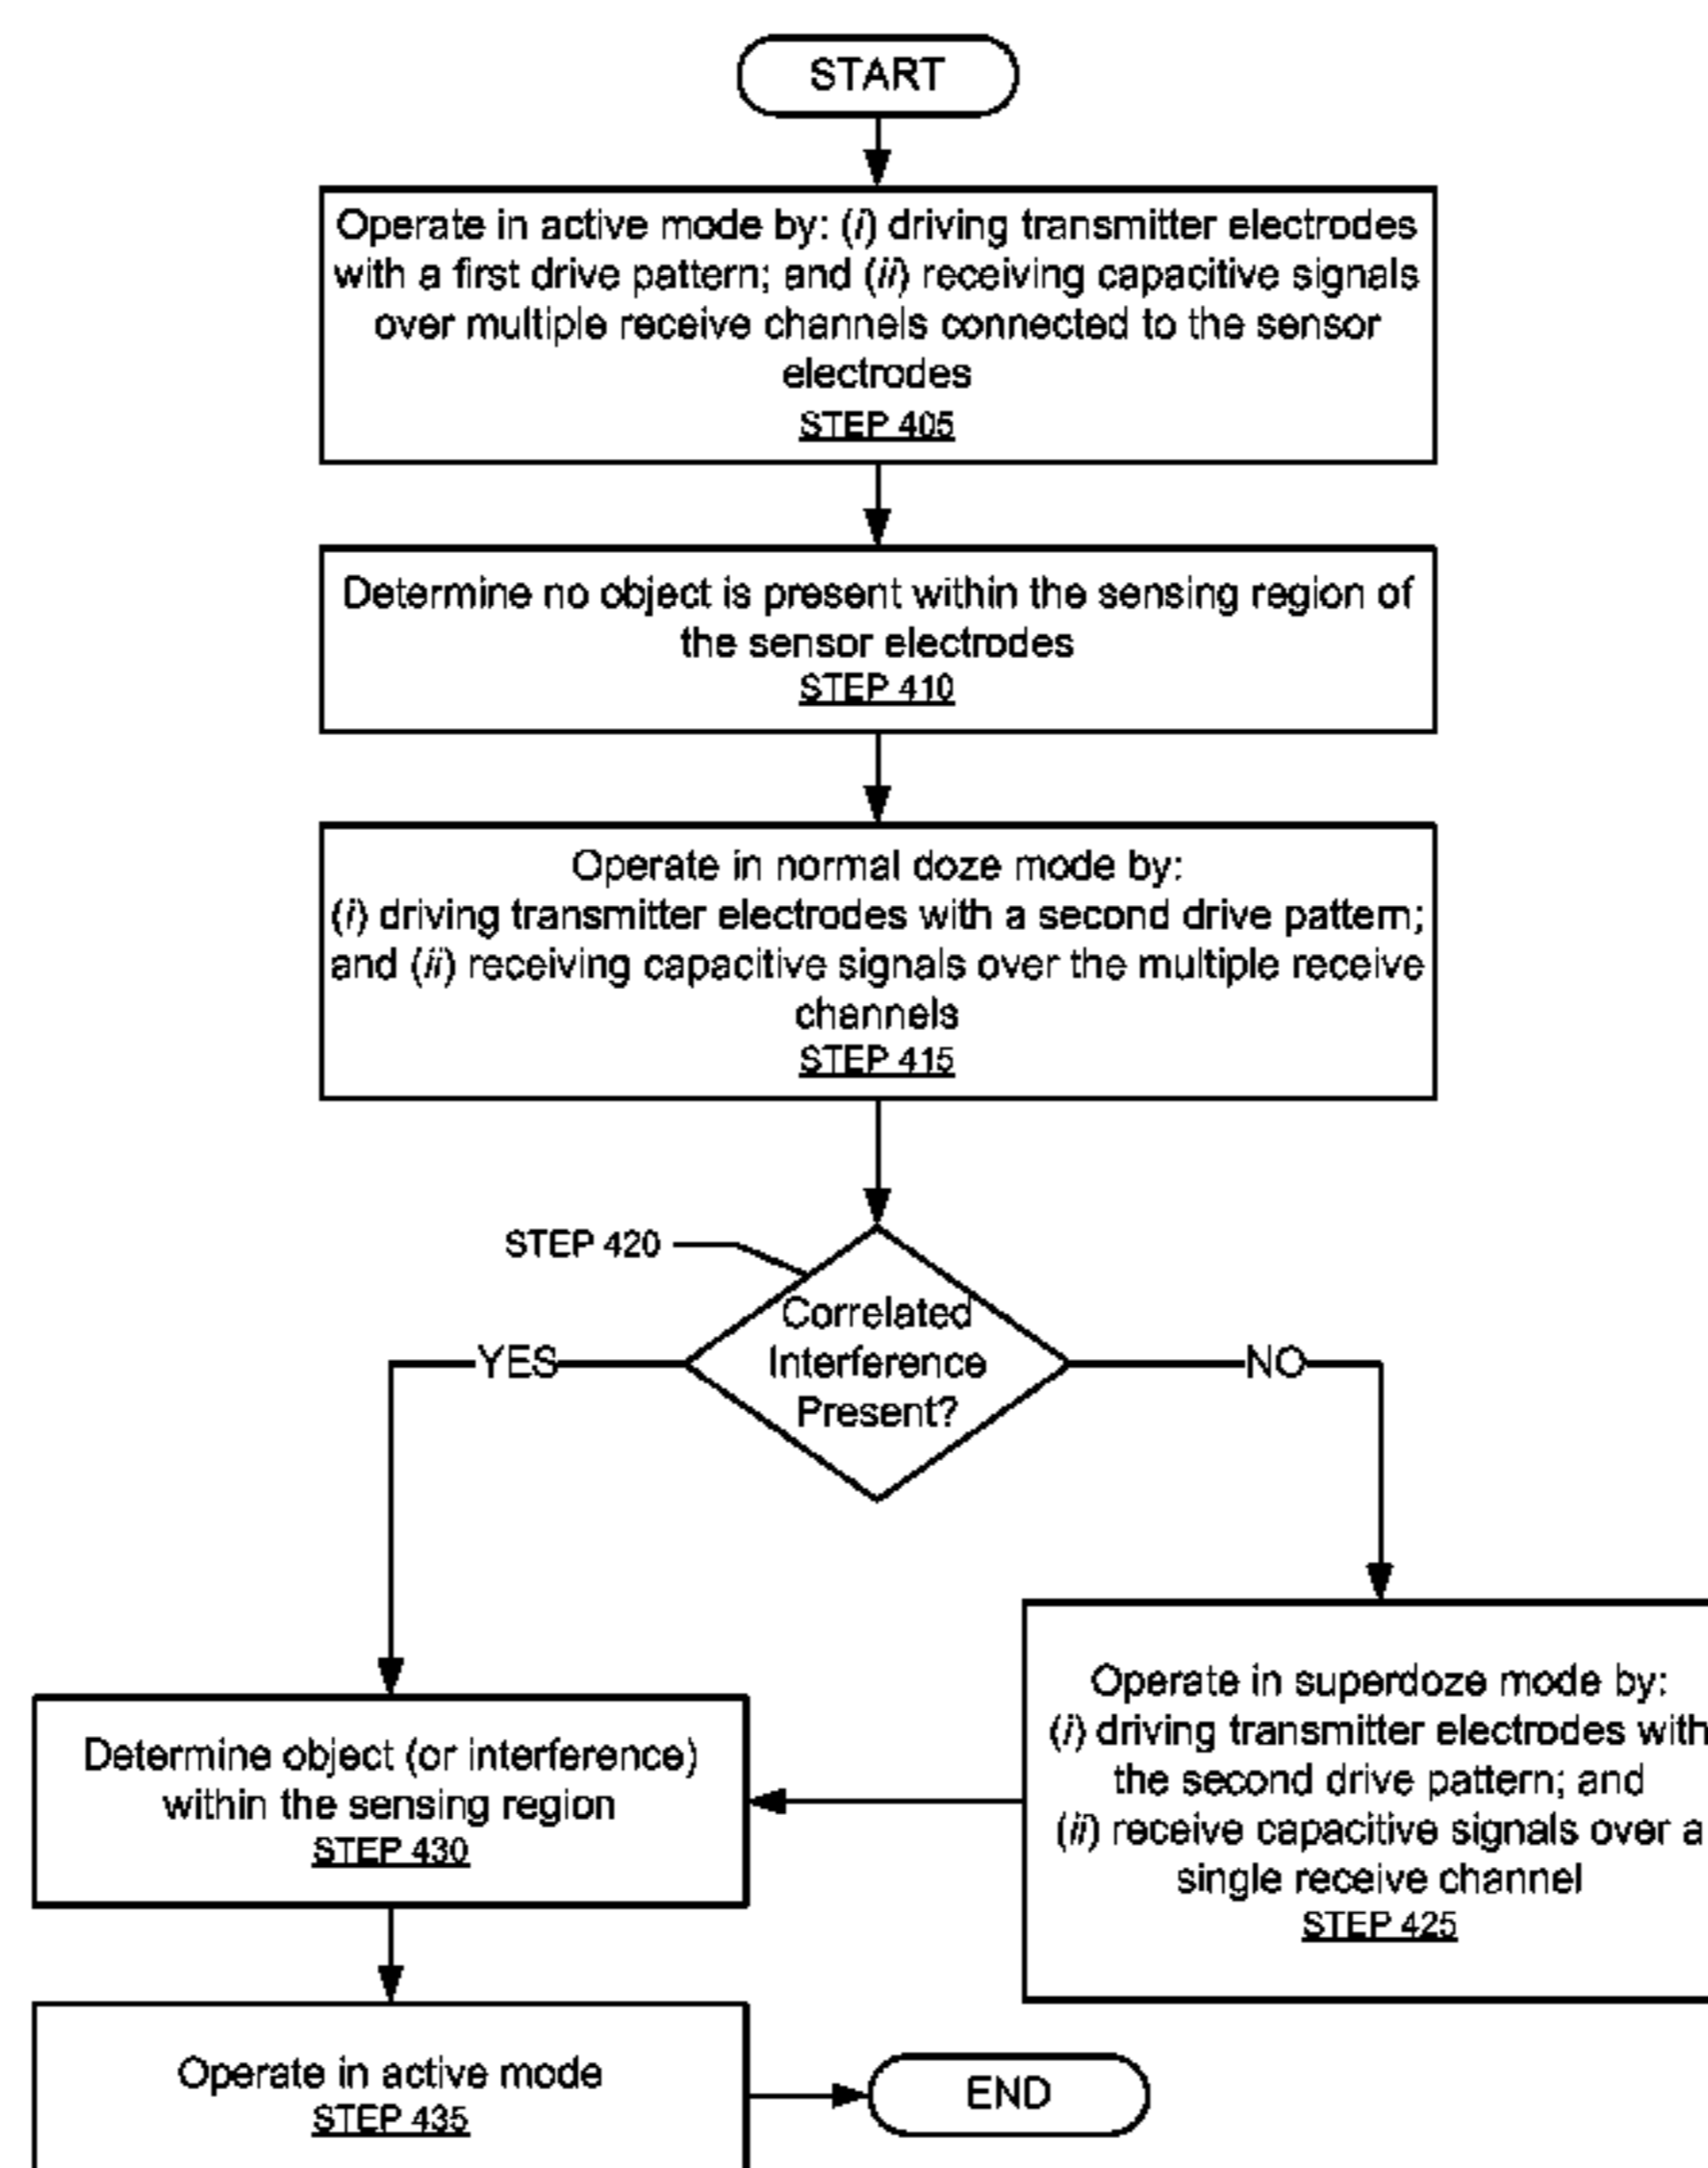 START
Operate in active mode by: (i) driving transmitter electrodes
with a first drive pattern; and (ii) receiving capacitive signals
over multiple receive channels connected to the sensor
electrodes
STEP 405
Determine no object is present within the sensing region of
the sensor electrodes
STEP 410
Operate in normal doze mode by:
(i) driving transmitter electrodes with a second drive pattern;
and (ii) receiving capacitive signals over the multiple receive
channels
STEP 415
STEP 420
Correlated
Interference
Present?
YES
NO
Operate in superdoze mode by:
(i) driving transmitter electrodes with
the second drive pattern; and
(ii) receive capacitive signals over a
single receive channel
STEP 425
Determine object (or interference)
within the sensing region
STEP 430
Operate in active mode
STEP 435
END